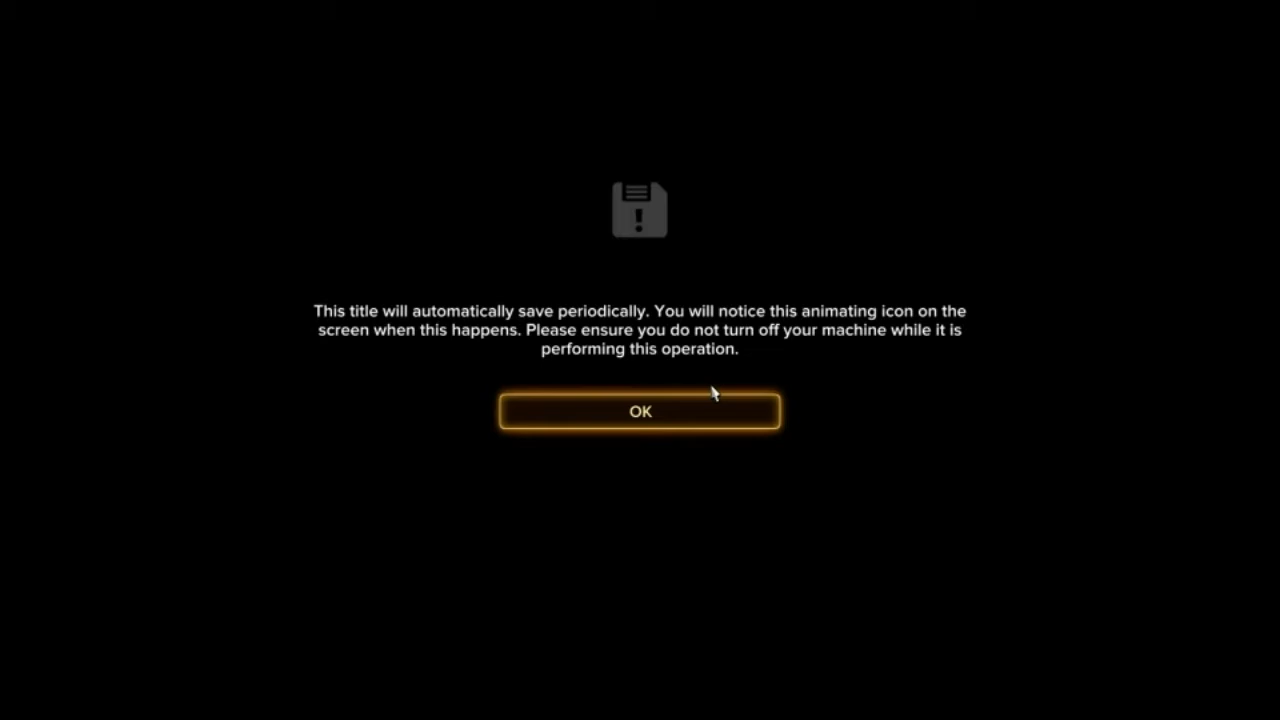 This title will automatically save periodically. You will notice this animating icon on the
screen when this happens. Please ensure you do not turn off your machine while it is
performing this operation.
OK